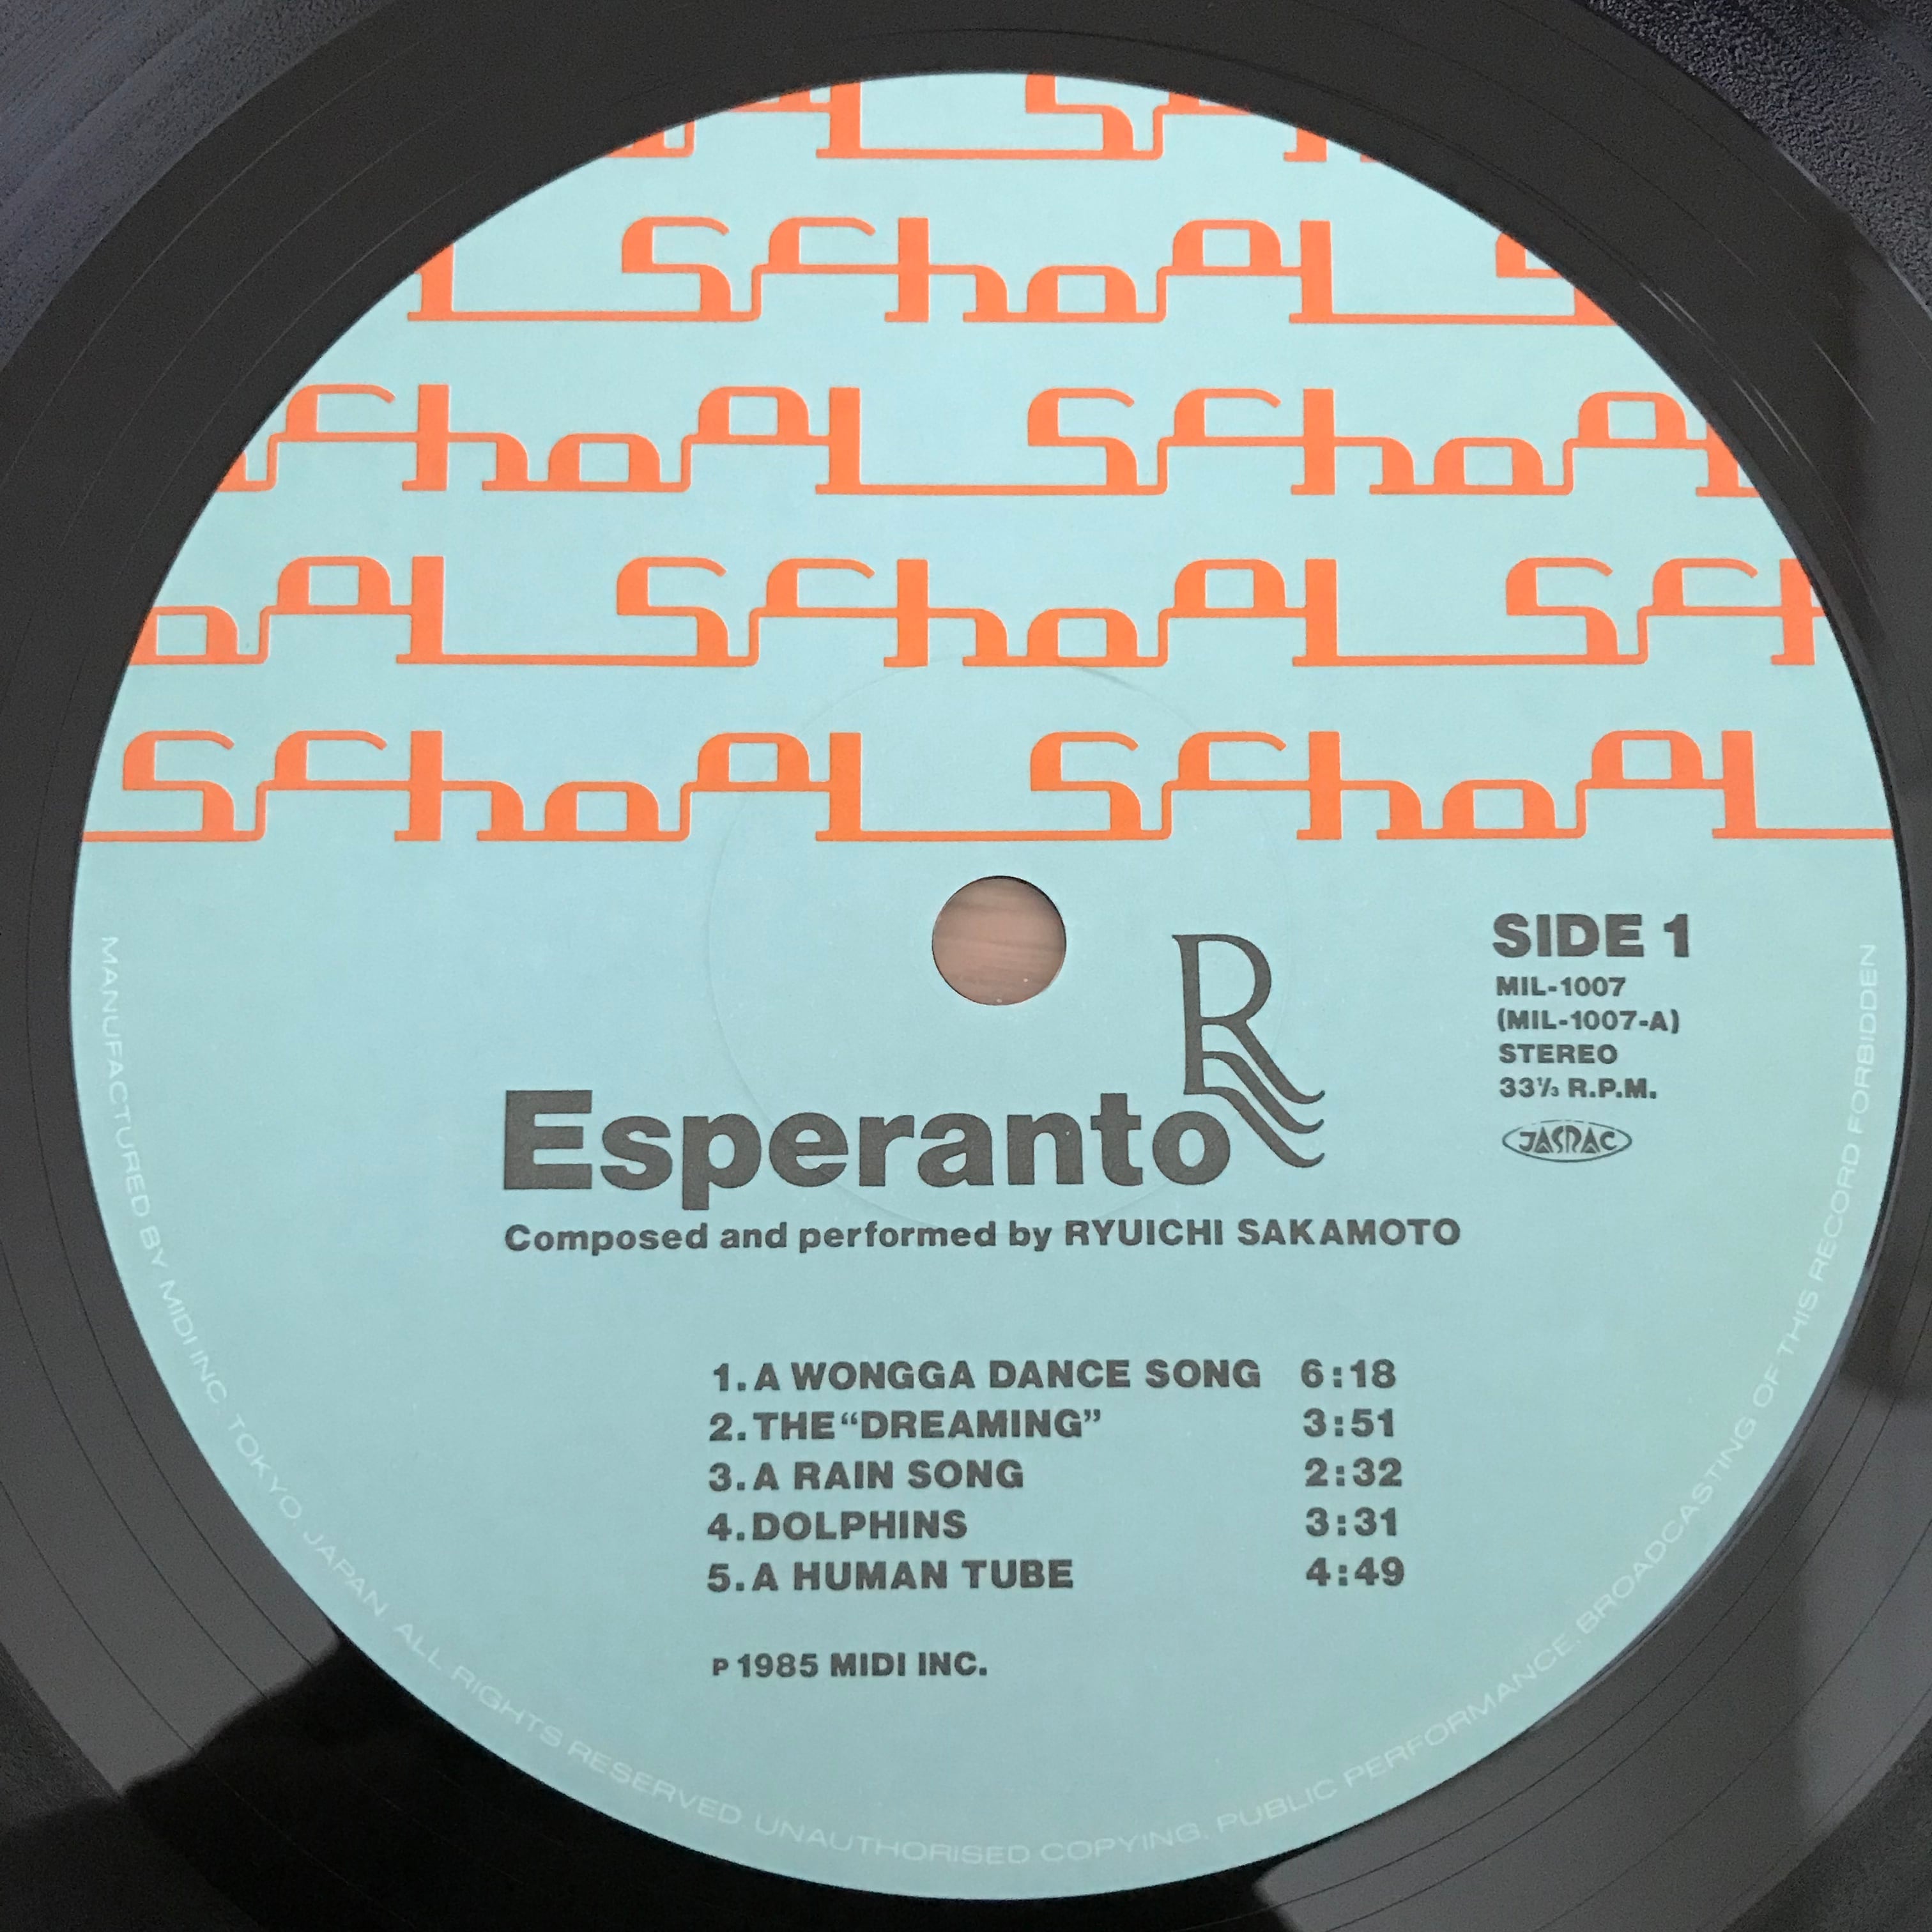 School School
School School
School School
School School School
School School
SIDE 1
MIL-1007
(MIL-1007-A)
STEREO
33⅓ R.P.M.
JASRAC
R
Esperanto
Composed and performed by RYUICHI SAKAMOTO
1. A WONGGA DANCE SONG 6:18
2. THE “DREAMING” 3:51
3. A RAIN SONG 2:32
4. DOLPHINS 3:31
5. A HUMAN TUBE 4:49
P 1985 MIDI INC.
MANUFACTURED BY MIDI INC. TOKYO. JAPAN. ALL RIGHTS RESERVED. UNAUTHORISED COPYING. PUBLIC PERFORMANCE. BROADCASTING OF THIS RECORD FORBIDDEN